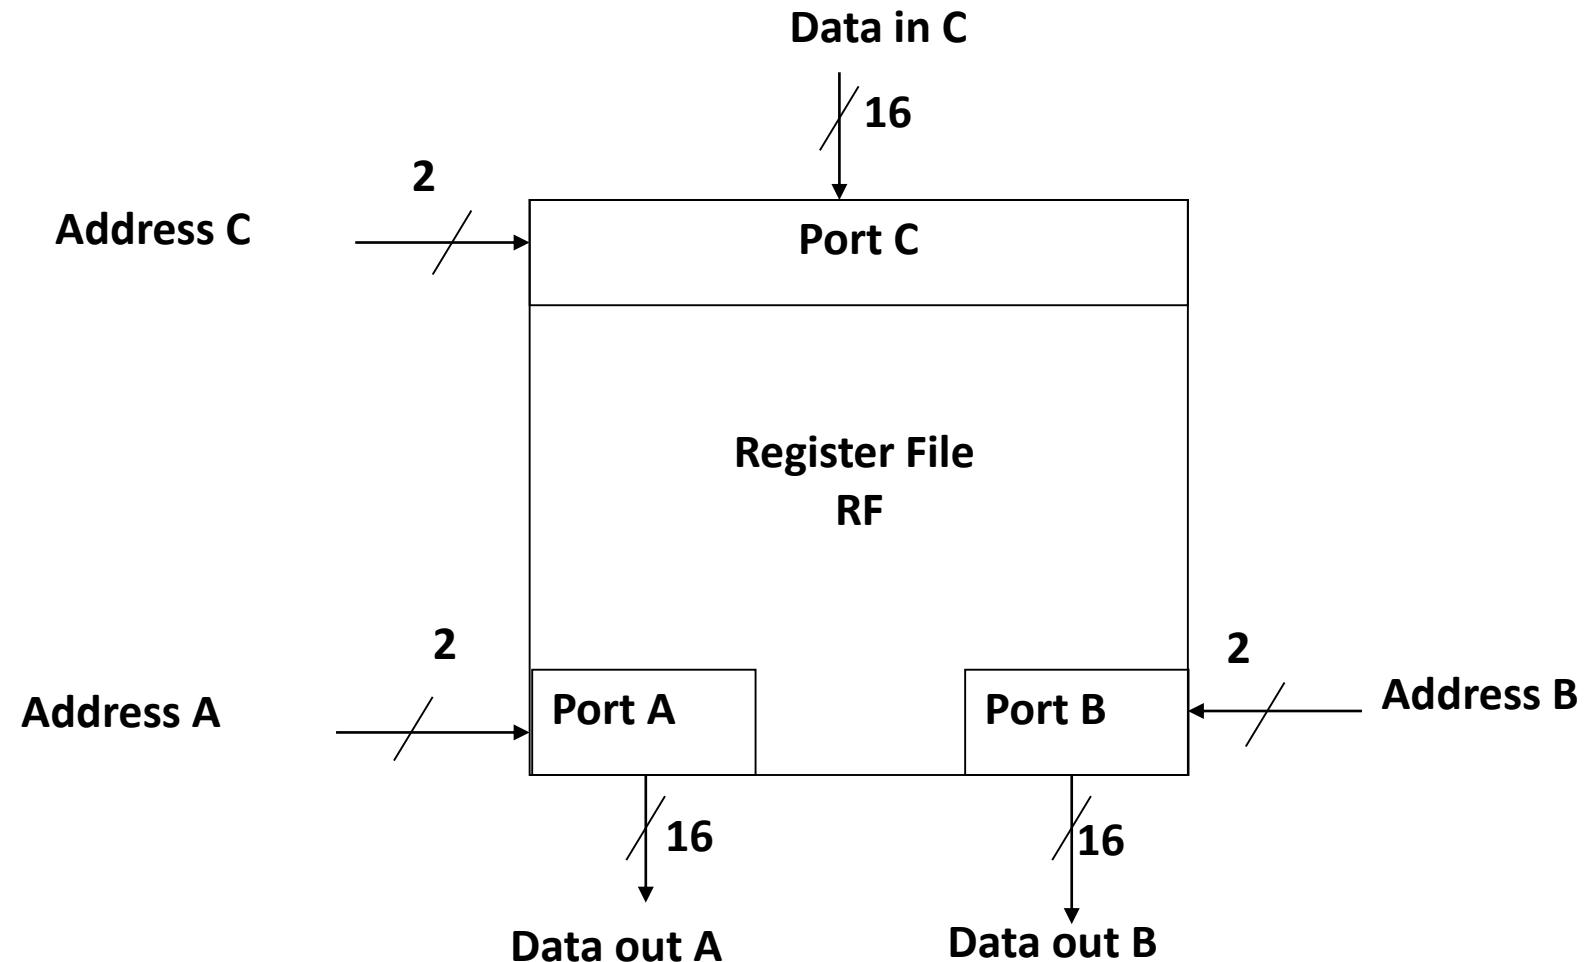 Data in C
16
2
Address C
Port C
Register File
RF
2
2
Address A
Port A
Port B
Address B
16
16
Data out A
Data out B